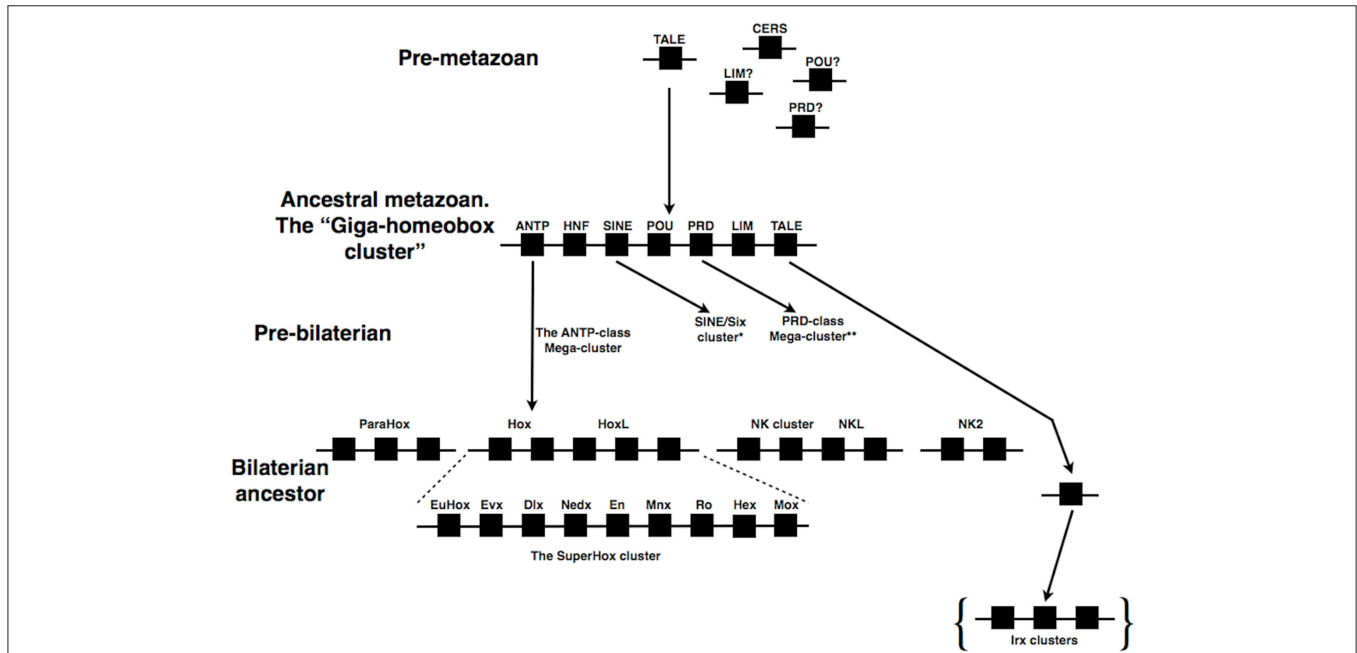 CERS
TALE
Pre-metazoan
LIM?
POU?
PRD?
Ancestral metazoan.
The “Giga-homeobox
cluster”
ANTP HNF SINE POU PRD LIM TALE
Pre-bilaterian
The ANTP-class
Mega-cluster
SINE/Six
cluster*
PRD-class
Mega-cluster**
ParaHox
Hox
HoxL
NK cluster
NKL
NK2
Bilaterian
ancestor
EuHox Evx Dlx Nedx En Mnx Ro Hex Mox
The SuperHox cluster
{ }
Irx clusters